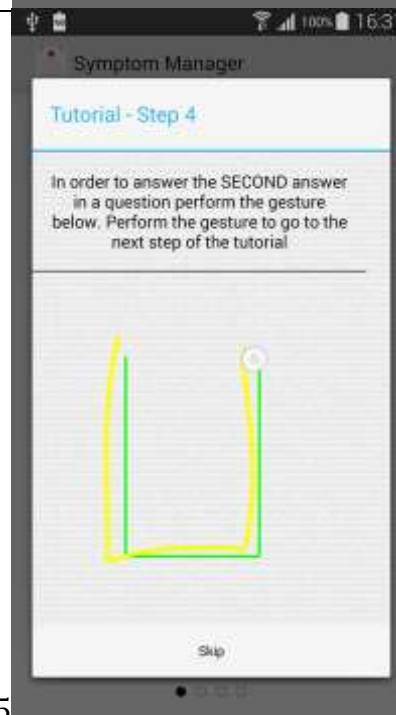 100% 16:3
Symptom Manager
Tutorial - Step 4
In order to answer the SECOND answer
in a question perform the gesture
below. Perform the gesture to go to the
next step of the tutorial
Skip